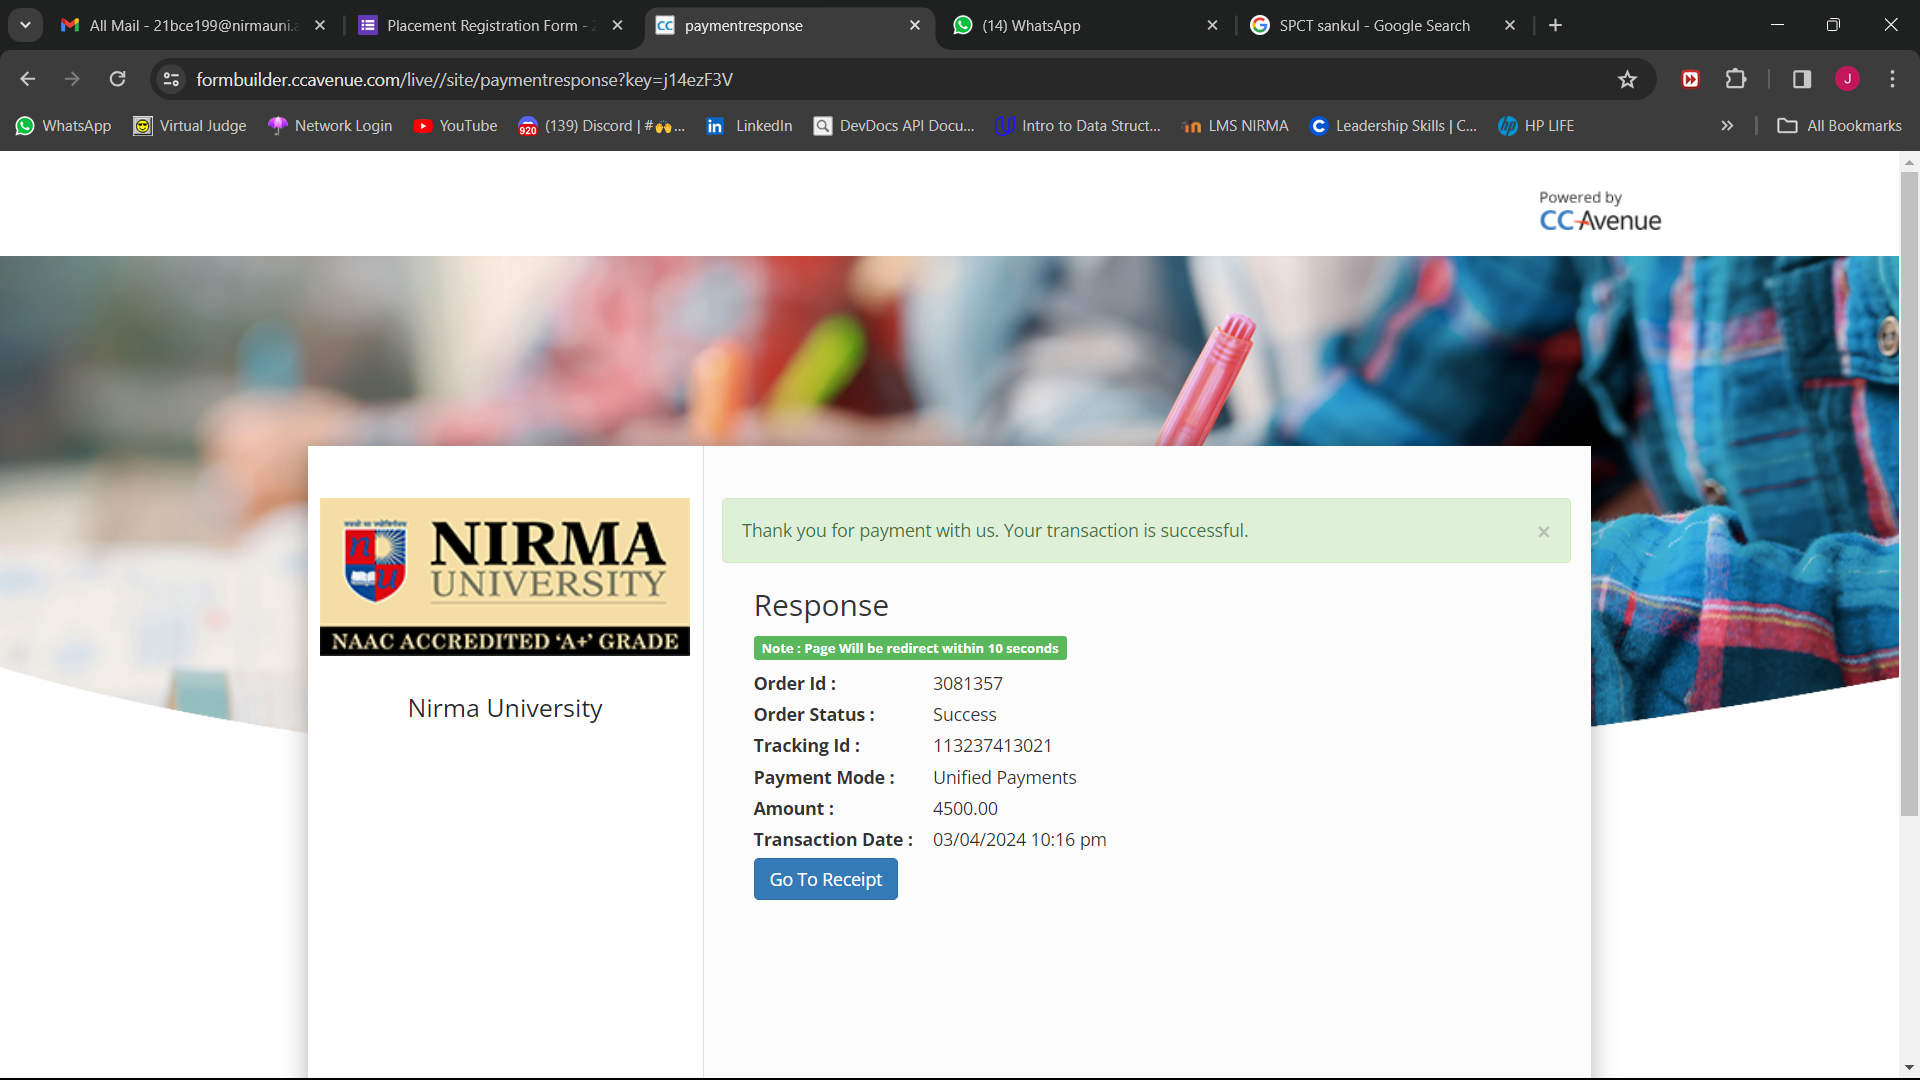 All Mail - 21bce199@nirmauni.a
Placement Registration Form - 2
CC paymentresponse
(14) WhatsApp
SPCT sankul - Google Search
formbuilder.ccavenue.com/live//site/paymentresponse?key=j14ezF3V
J
WhatsApp
Virtual Judge
Network Login
YouTube
920
(139) Discord | #🙌...
in LinkedIn
DevDocs API Docu...
Intro to Data Struct...
LMS NIRMA
C Leadership Skills | C...
hp HP LIFE
All Bookmarks
Powered by
CCAvenue
NIRMA
UNIVERSITY
NAAC ACCREDITED ‘A+’ GRADE
Nirma University
Thank you for payment with us. Your transaction is successful. ×
Response
Note : Page Will be redirect within 10 seconds
Order Id : 3081357
Order Status : Success
Tracking Id : 113237413021
Payment Mode : Unified Payments
Amount : 4500.00
Transaction Date : 03/04/2024 10:16 pm
Go To Receipt